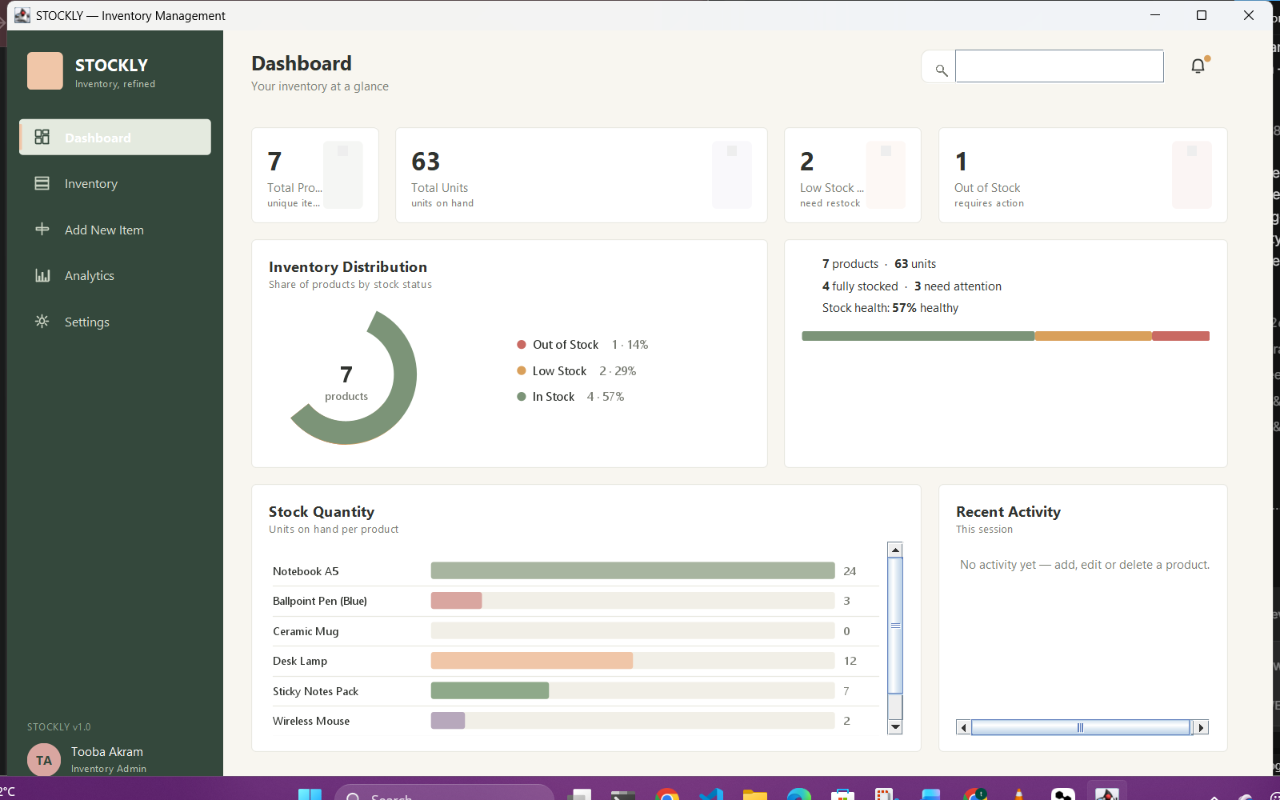 STOCKLY — Inventory Management
STOCKLY
Inventory, refined
Dashboard
Inventory
Add New Item
Analytics
Settings
STOCKLY v1.0
TA
Tooba Akram
Inventory Admin
Dashboard
Your inventory at a glance
7
Total Pro...
unique ite...
63
Total Units
units on hand
2
Low Stock ...
need restock
1
Out of Stock
requires action
Inventory Distribution
Share of products by stock status
7
products
Out of Stock 1 · 14%
Low Stock 2 · 29%
In Stock 4 · 57%
7 products · 63 units
4 fully stocked · 3 need attention
Stock health: 57% healthy
Stock Quantity
Units on hand per product
Notebook A5 24
Ballpoint Pen (Blue) 3
Ceramic Mug 0
Desk Lamp 12
Sticky Notes Pack 7
Wireless Mouse 2
Recent Activity
This session
No activity yet — add, edit or delete a product.
2°C
Search